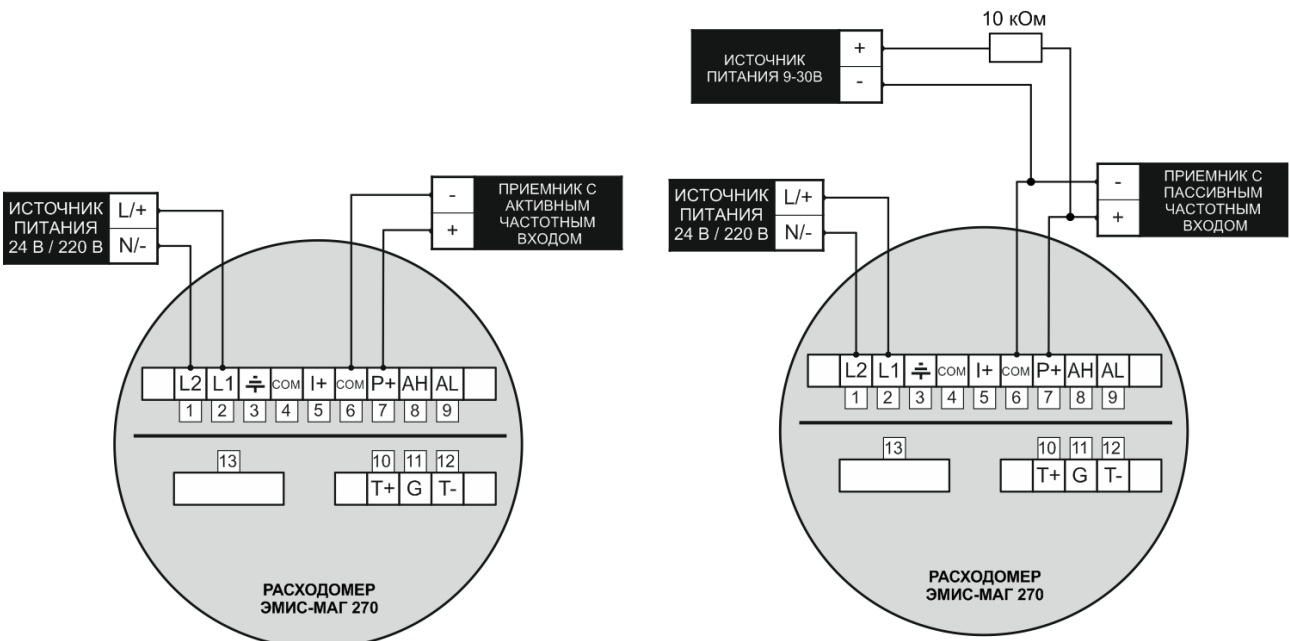 ИСТОЧНИК
ПИТАНИЯ
24 В / 220 В
L/+
N/-
-
+
ПРИЕМНИК С
АКТИВНЫМ
ЧАСТОТНЫМ
ВХОДОМ
L2 L1 COM I+ COM P+ AH AL
1 2 3 4 5 6 7 8 9
13
10 11 12
T+ G T-
РАСХОДОМЕР
ЭМИС-МАГ 270
10 кОм
ИСТОЧНИК
ПИТАНИЯ 9-30В
+
-
ИСТОЧНИК
ПИТАНИЯ
24 В / 220 В
L/+
N/-
-
+
ПРИЕМНИК С
ПАССИВНЫМ
ЧАСТОТНЫМ
ВХОДОМ
L2 L1 COM I+ COM P+ AH AL
1 2 3 4 5 6 7 8 9
13
10 11 12
T+ G T-
РАСХОДОМЕР
ЭМИС-МАГ 270